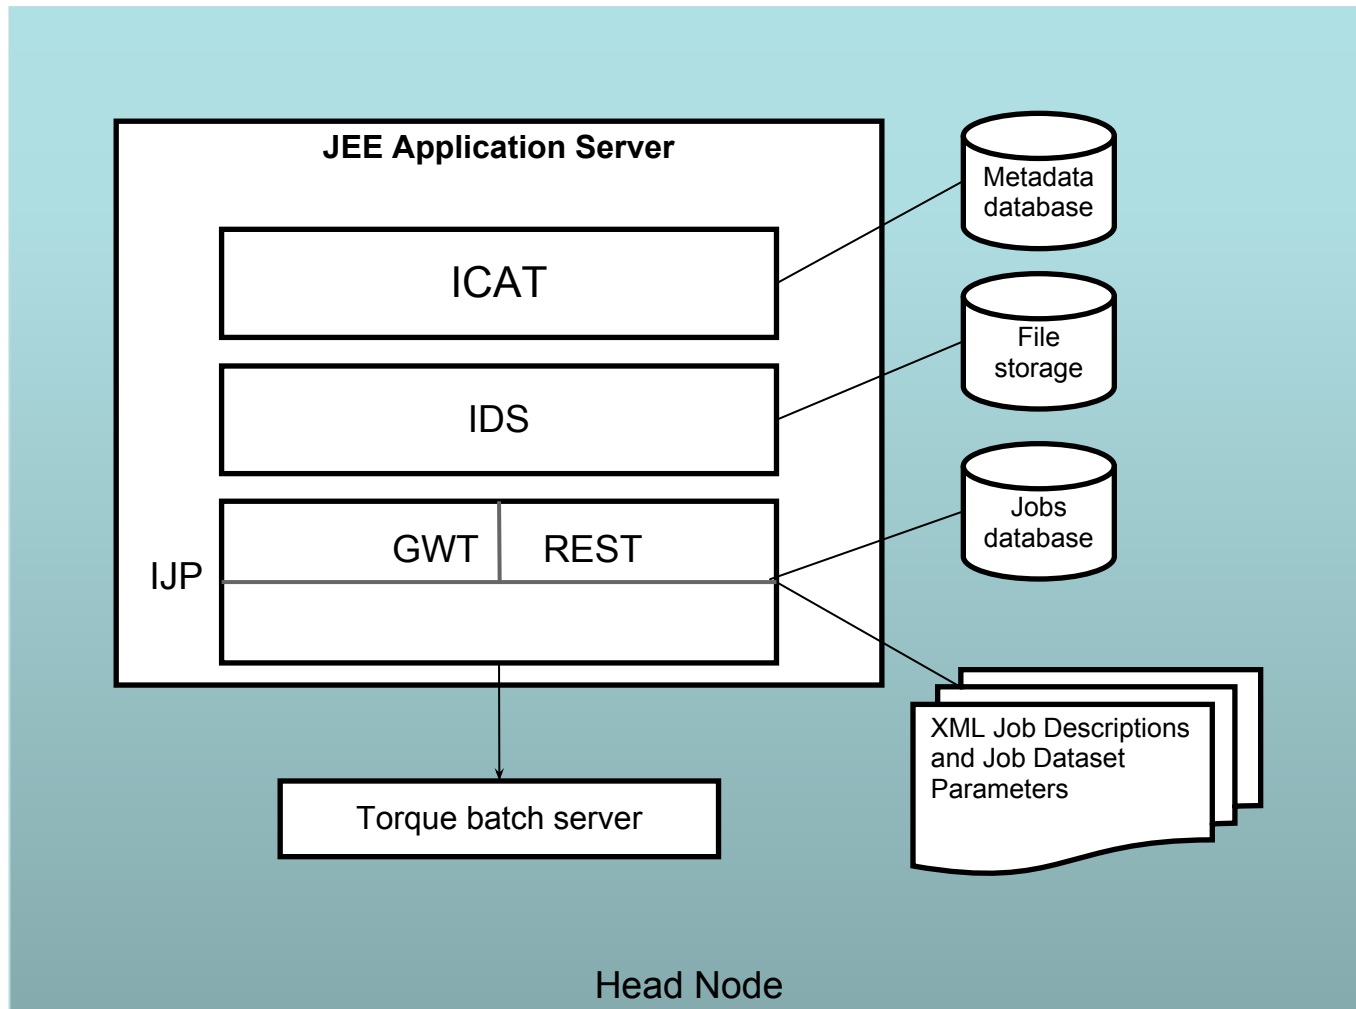 JEE Application Server
ICAT
IDS
IJP
GWT
REST
Metadata
database
File
storage
Jobs
database
XML Job Descriptions
and Job Dataset
Parameters
Torque batch server
Head Node